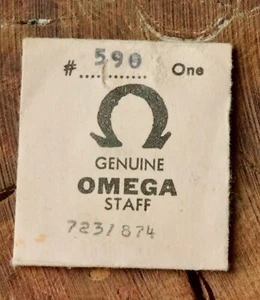 # 590 One
GENUINE
OMEGA
STAFF
723/874